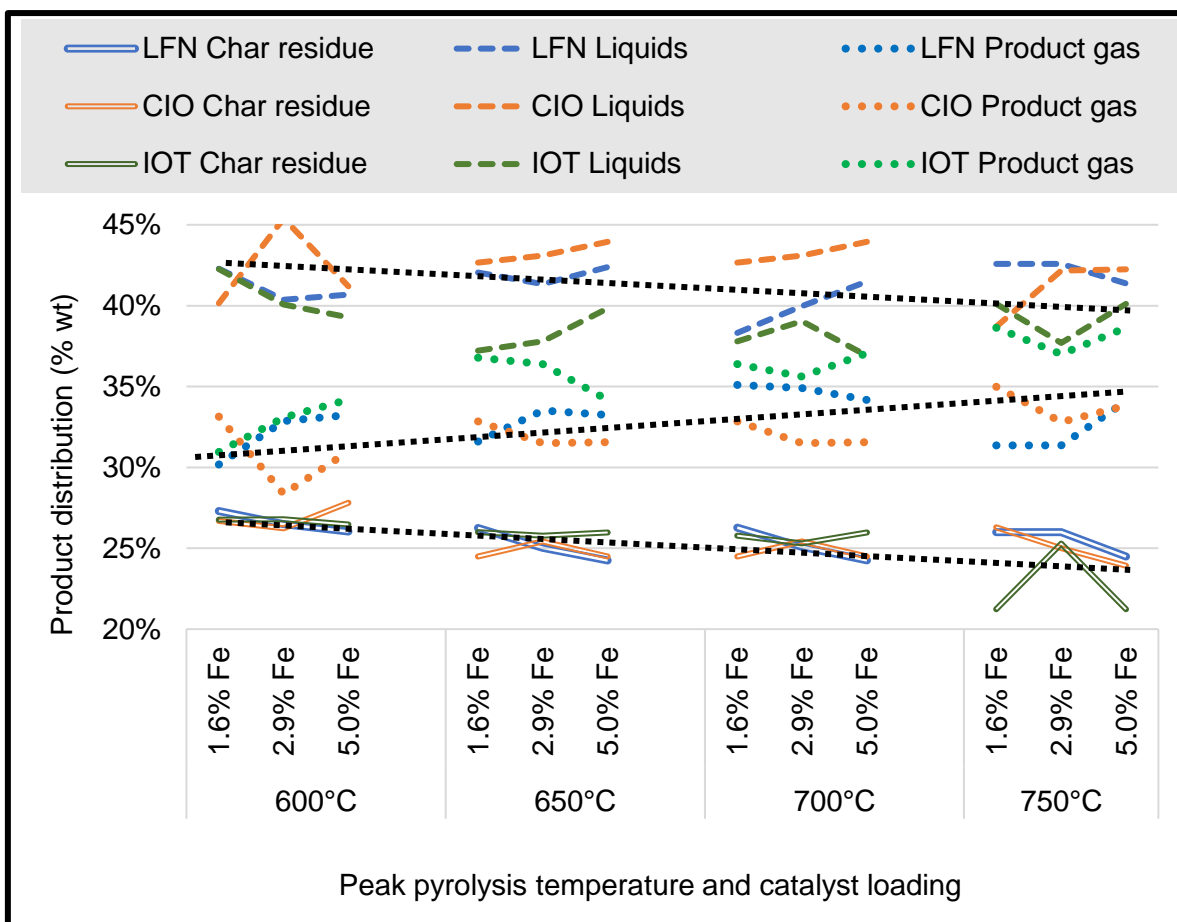 LFN Char residue LFN Liquids LFN Product gas
CIO Char residue CIO Liquids CIO Product gas
IOT Char residue IOT Liquids IOT Product gas
Product distribution (% wt)
45%
40%
35%
30%
25%
20%
1.6% Fe
2.9% Fe
5.0% Fe
1.6% Fe
2.9% Fe
5.0% Fe
1.6% Fe
2.9% Fe
5.0% Fe
1.6% Fe
2.9% Fe
5.0% Fe
600°C 650°C 700°C 750°C
Peak pyrolysis temperature and catalyst loading